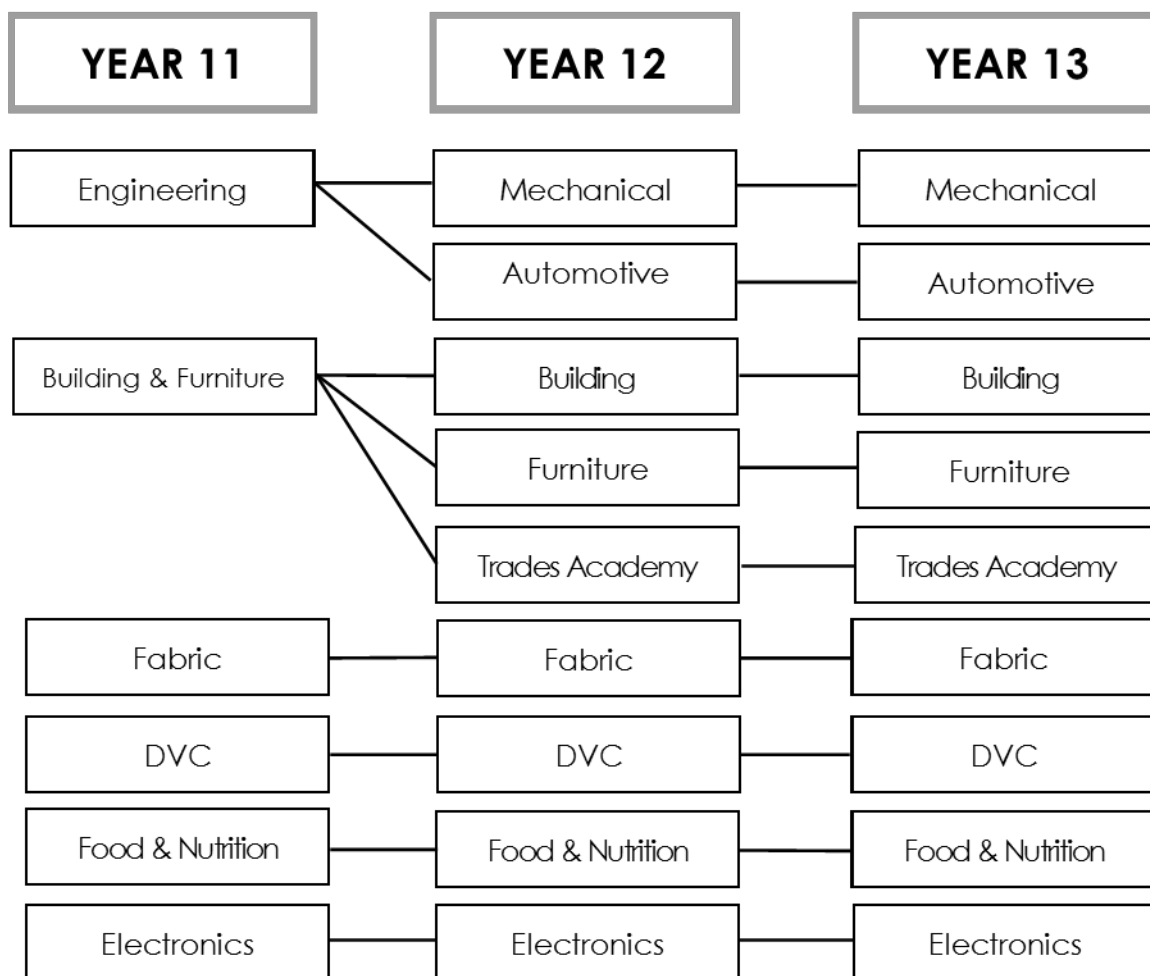 YEAR 11 YEAR 12 YEAR 13
Engineering Mechanical Mechanical
Automotive Automotive
Building & Furniture Building Building
Furniture Furniture
Trades Academy Trades Academy
Fabric Fabric Fabric
DVC DVC DVC
Food & Nutrition Food & Nutrition Food & Nutrition
Electronics Electronics Electronics